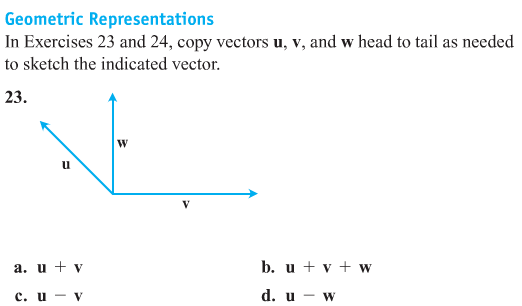 Geometric Representations
In Exercises 23 and 24, copy vectors u, v, and w head to tail as needed
to sketch the indicated vector.
23.
w
u
v
a. u + v
b. u + v + w
c. u − v
d. u − w